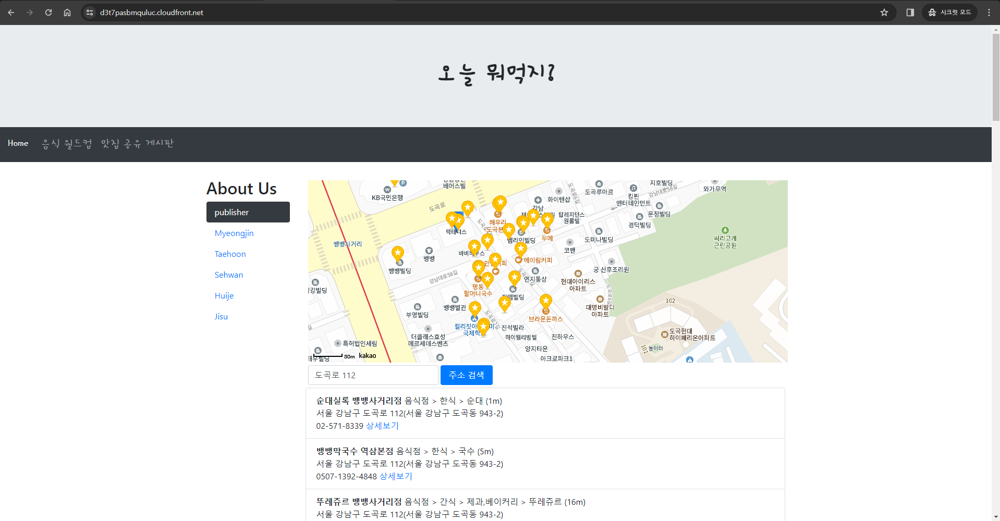 d3t7pasbmquluc.cloudfront.net
시크릿 모드
오늘 뭐먹지?
Home 음식 월드컵 맛집 공유 게시판
About Us
publisher
Myeongjin
Taehoon
Sehwan
Huije
Jisu
베어스빌
KB국민은행
P
도곡로
도곡루아르
지호빌딩
강남대로58길
와가무역
화이텐샵
킹핀
엔터테인먼트
문정빌딩
강남
탑레지던스
원룸텔
경덕빌딩
해우리
도곡본
락테너스
엠라인빌딩
두메
도미나빌딩
싸리고개
근린공원
뱅뱅사거리
뱅뱅
코밴
에이림커피
뱅뱅빌딩
궁 산후조리원
강남대로58길
연지통상
현대아이리스
아파트
명동
할머니국수
뱅뱅별관
부영빌딩
대명비발디
아파트
102
브라운돈까스
진석빌라
더클래스효성
메르세데스벤츠
하이웰리빙텔
진하우스
도곡현대
하이페리온아파트
특허법인세림
양지타운
101
놀이터
아크로파크1
30m kakao
도곡로 112
주소 검색
순대실록 뱅뱅사거리점 음식점 > 한식 > 순대 (1m)
서울 강남구 도곡로 112(서울 강남구 도곡동 943-2)
02-571-8339 상세보기
뱅뱅막국수 역삼본점 음식점 > 한식 > 국수 (5m)
서울 강남구 도곡로 112(서울 강남구 도곡동 943-2)
0507-1392-4848 상세보기
뚜레쥬르 뱅뱅사거리점 음식점 > 간식 > 제과,베이커리 > 뚜레쥬르 (16m)
서울 강남구 도곡로 112(서울 강남구 도곡동 943-2)